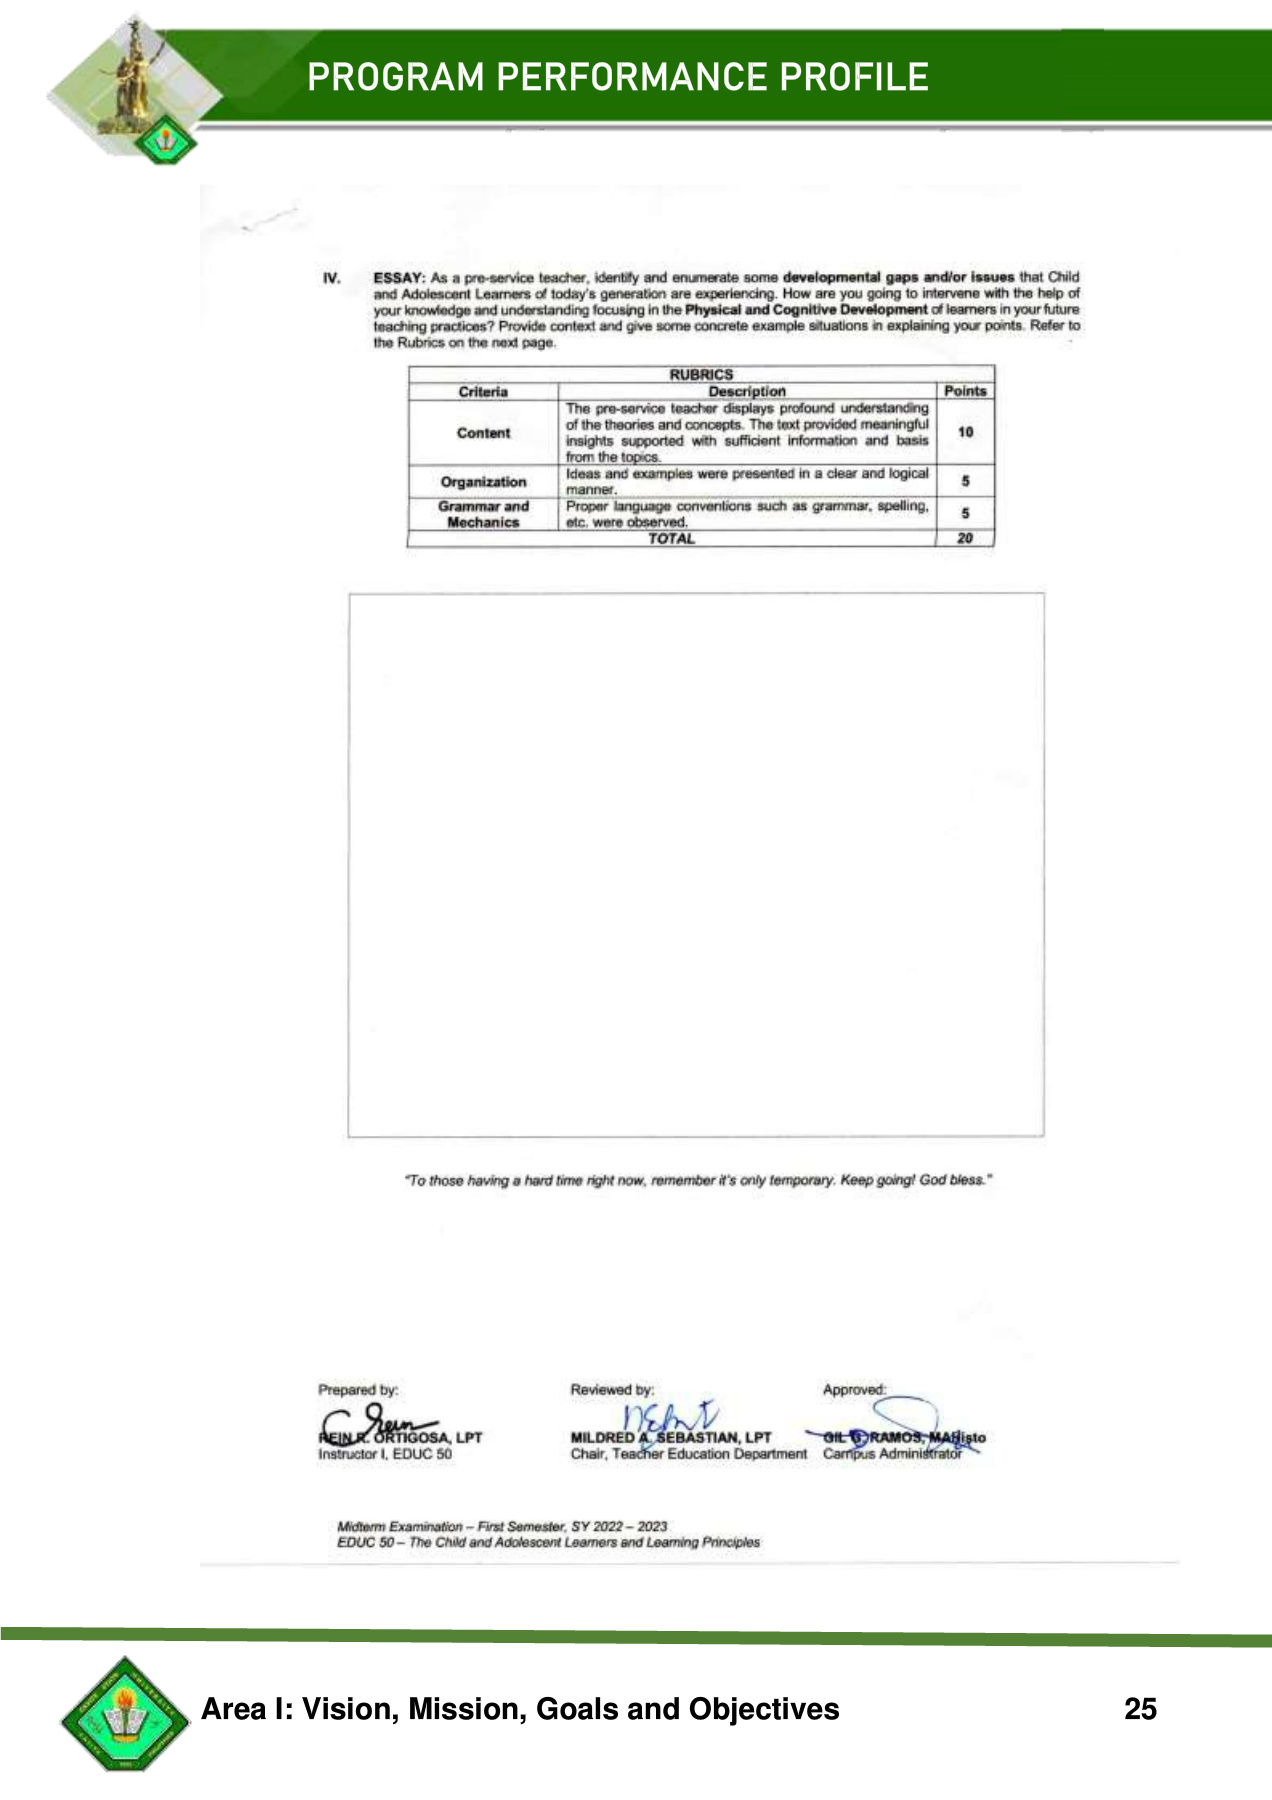 PROGRAM PERFORMANCE PROFILE
IV. ESSAY: As a pre-service teacher, identify and enumerate some developmental gaps and/or issues that Child
and Adolescent Learners of today's generation are experiencing. How are you going to intervene with the help of
your knowledge and understanding focusing in the Physical and Cognitive Development of learners in your future
teaching practices? Provide context and give some concrete example situations in explaining your points. Refer to
the Rubrics on the next page.
RUBRICS
Criteria Description Points
Content The pre-service teacher displays profound understanding
of the theories and concepts. The text provided meaningful
insights supported with sufficient information and basis
from the topics. 10
Organization Ideas and examples were presented in a clear and logical
manner. 5
Grammar and
Mechanics Proper language conventions such as grammar, spelling,
etc. were observed. 5
TOTAL 20
"To those having a hard time right now, remember it's only temporary. Keep going! God bless."
Prepared by: Reviewed by: Approved:
REIN R. ORTIGOSA, LPT MILDRED A. SEBASTIAN, LPT GIL G. RAMOS, MAHisto
Instructor I, EDUC 50 Chair, Teacher Education Department Campus Administrator
Midterm Examination – First Semester, SY 2022 – 2023
EDUC 50 – The Child and Adolescent Learners and Learning Principles
Area I: Vision, Mission, Goals and Objectives 25